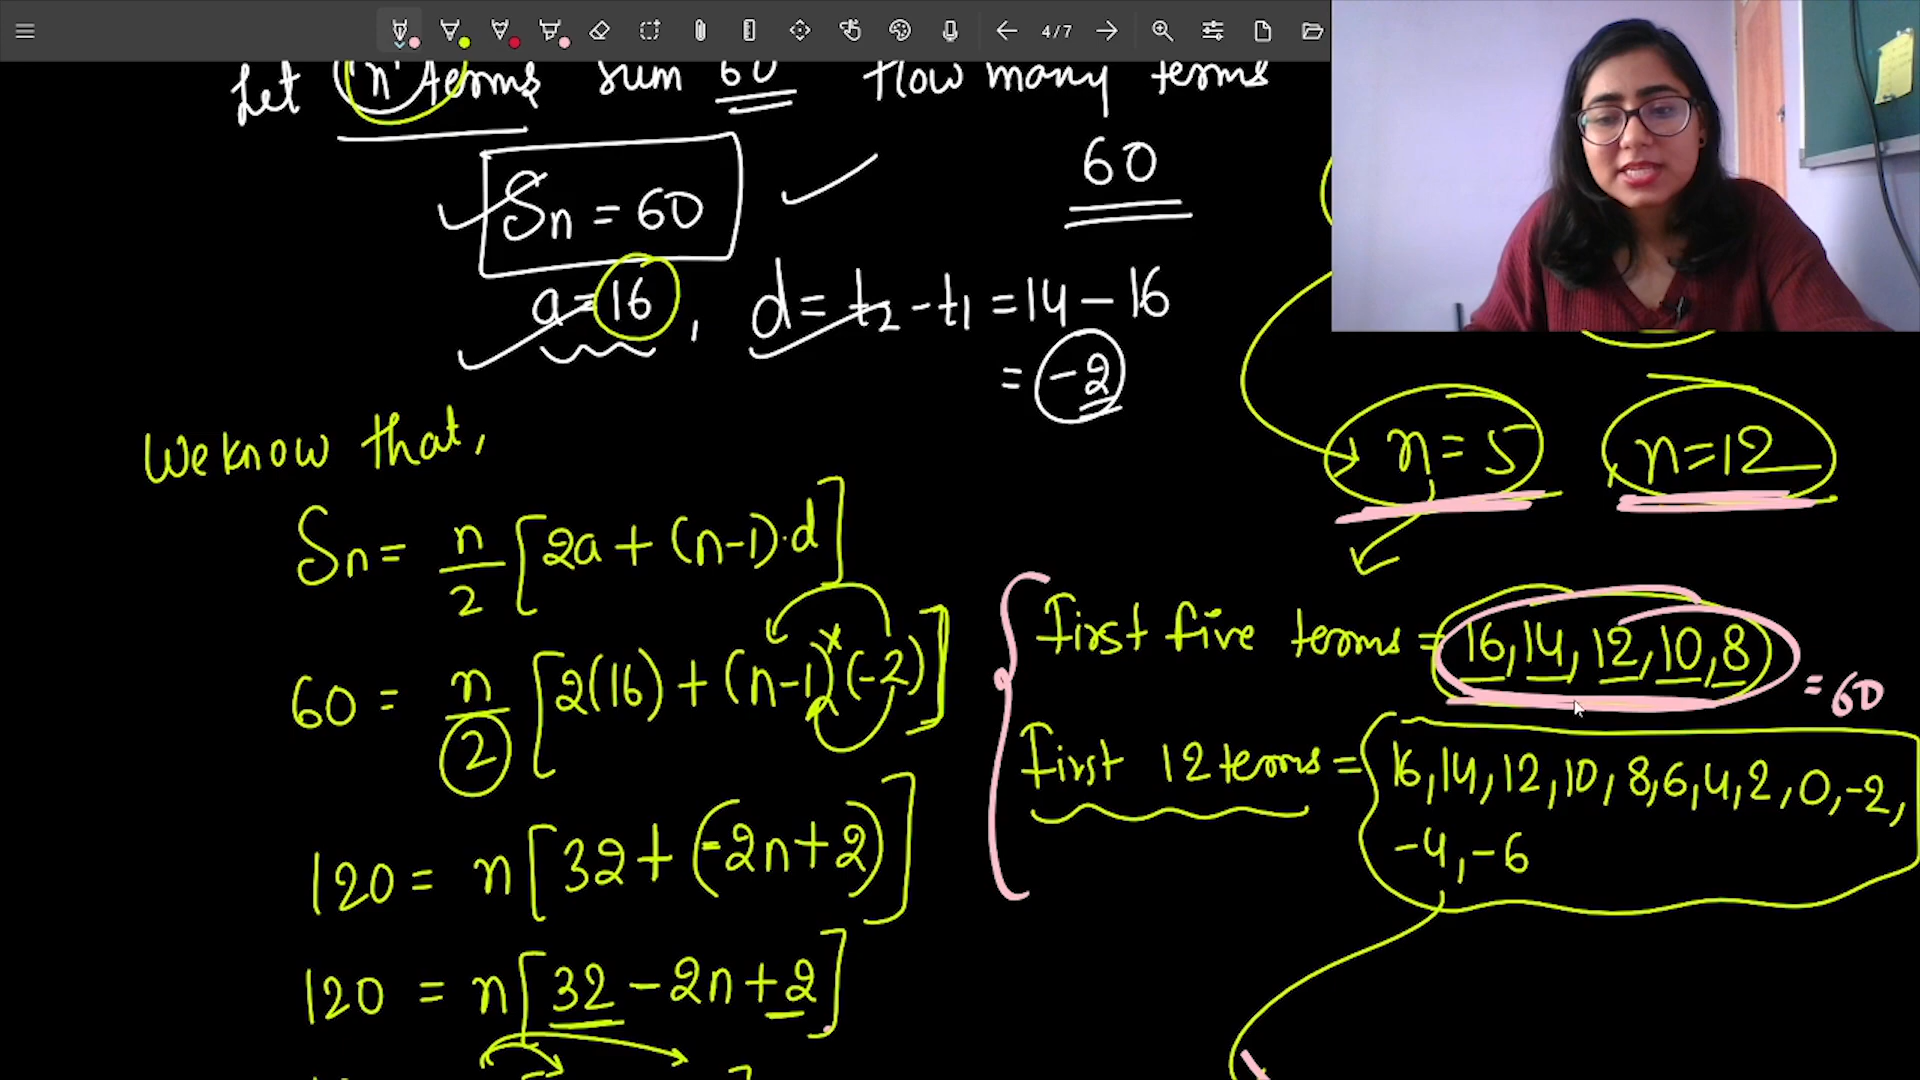 4/7
Let 'n' terms sum 60 How many terms
60
Sn = 60
a=16, d= t2 - t1 = 14 - 16
= -2
We know that,
Sn = n/2 [2a + (n-1)·d]
60 = n/2 [2(16) + (n-1)×(-2)]
120 = n[32+(-2n+2)]
120 = n[32 - 2n + 2]
n = 5 n=12
First five terms = 16, 14, 12, 10, 8 = 60
First 12 terms = 16, 14, 12, 10, 8, 6, 4, 2, 0, -2,
-4, -6